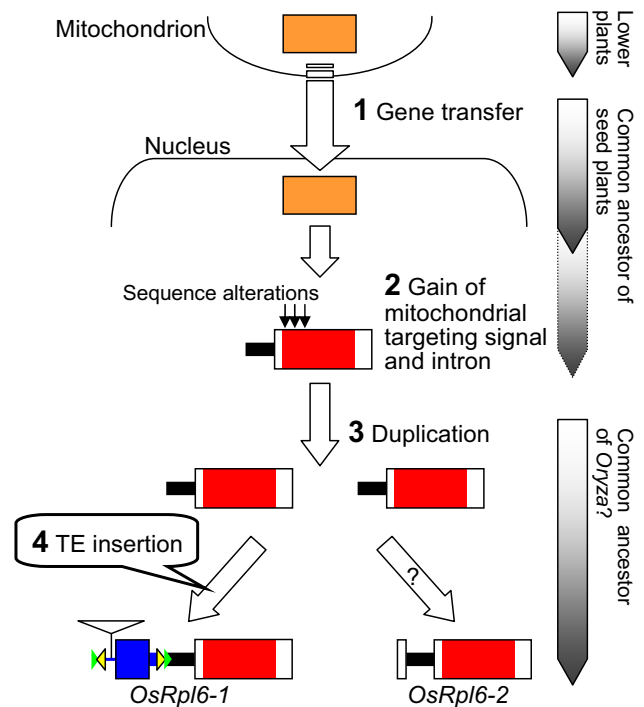 Mitochondrion
Lower
plants
1 Gene transfer
Nucleus
Common ancestor of
seed plants
Sequence alterations
2 Gain of
mitochondrial
targeting signal
and intron
3 Duplication
Common ancestor
of Oryza?
4 TE insertion
?
OsRpl6-1
OsRpl6-2